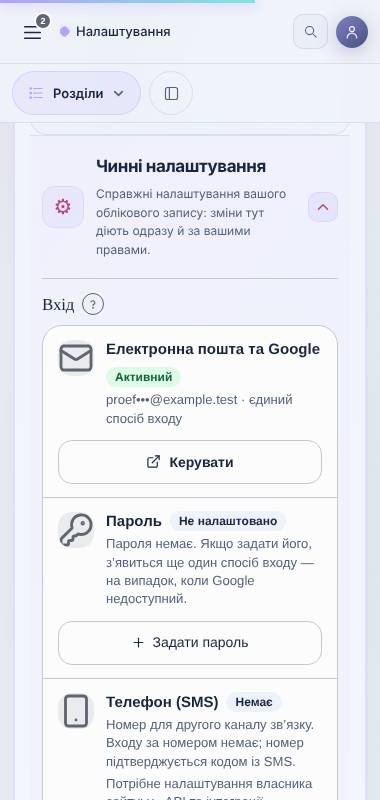 2
Налаштування
Розділи
Чинні налаштування
Справжні налаштування вашого
облікового запису: зміни тут
діють одразу й за вашими
правами.
Вхід ?
Електронна пошта та Google
Активний
proef•••@example.test · єдиний
спосіб входу
Керувати
Пароль Не налаштовано
Пароля немає. Якщо задати його,
з’явиться ще один спосіб входу —
на випадок, коли Google
недоступний.
+ Задати пароль
Телефон (SMS) Немає
Номер для другого каналу зв’язку.
Входу за номером немає; номер
підтверджується кодом із SMS.
Потрібне налаштування власника